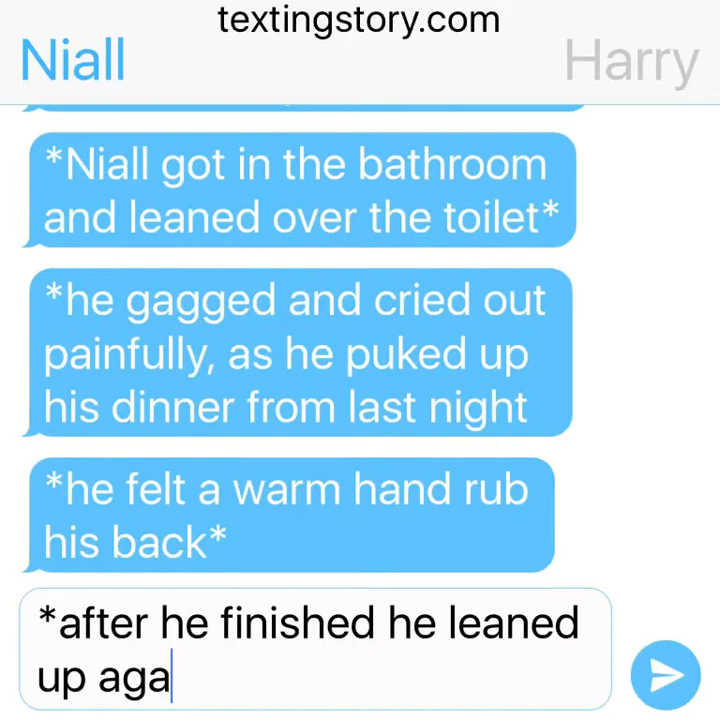 textingstory.com
Niall
Harry
*Niall got in the bathroom
and leaned over the toilet*
*he gagged and cried out
painfully, as he puked up
his dinner from last night
*he felt a warm hand rub
his back*
*after he finished he leaned
up aga